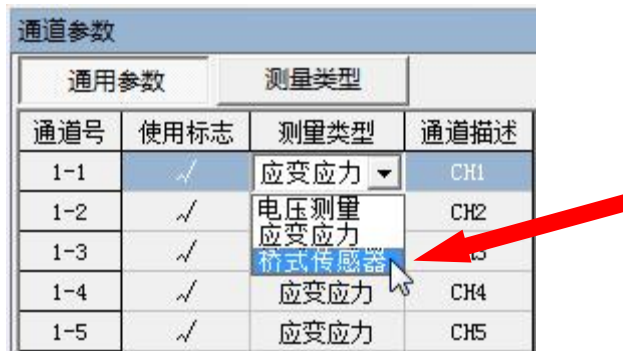 通道参数
通用参数 测量类型
通道号 使用标志 测量类型 通道描述
1-1 √ 应变应力 CH1
1-2 √ 电压测量 CH2
应变应力
1-3 √ 桥式传感器
1-4 √ 应变应力 CH4
1-5 √ 应变应力 CH5